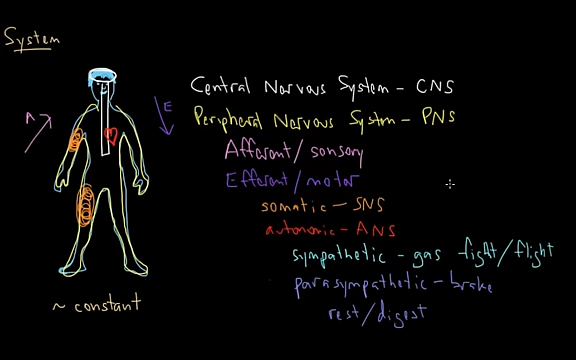 System
A
E
Central Nervous System - CNS
Peripheral Nervous System - PNS
Afferent/sensory
Efferent/motor
somatic - SNS
autonomic - ANS
sympathetic - gas fight/flight
parasympathetic - brake
rest/digest
~ constant